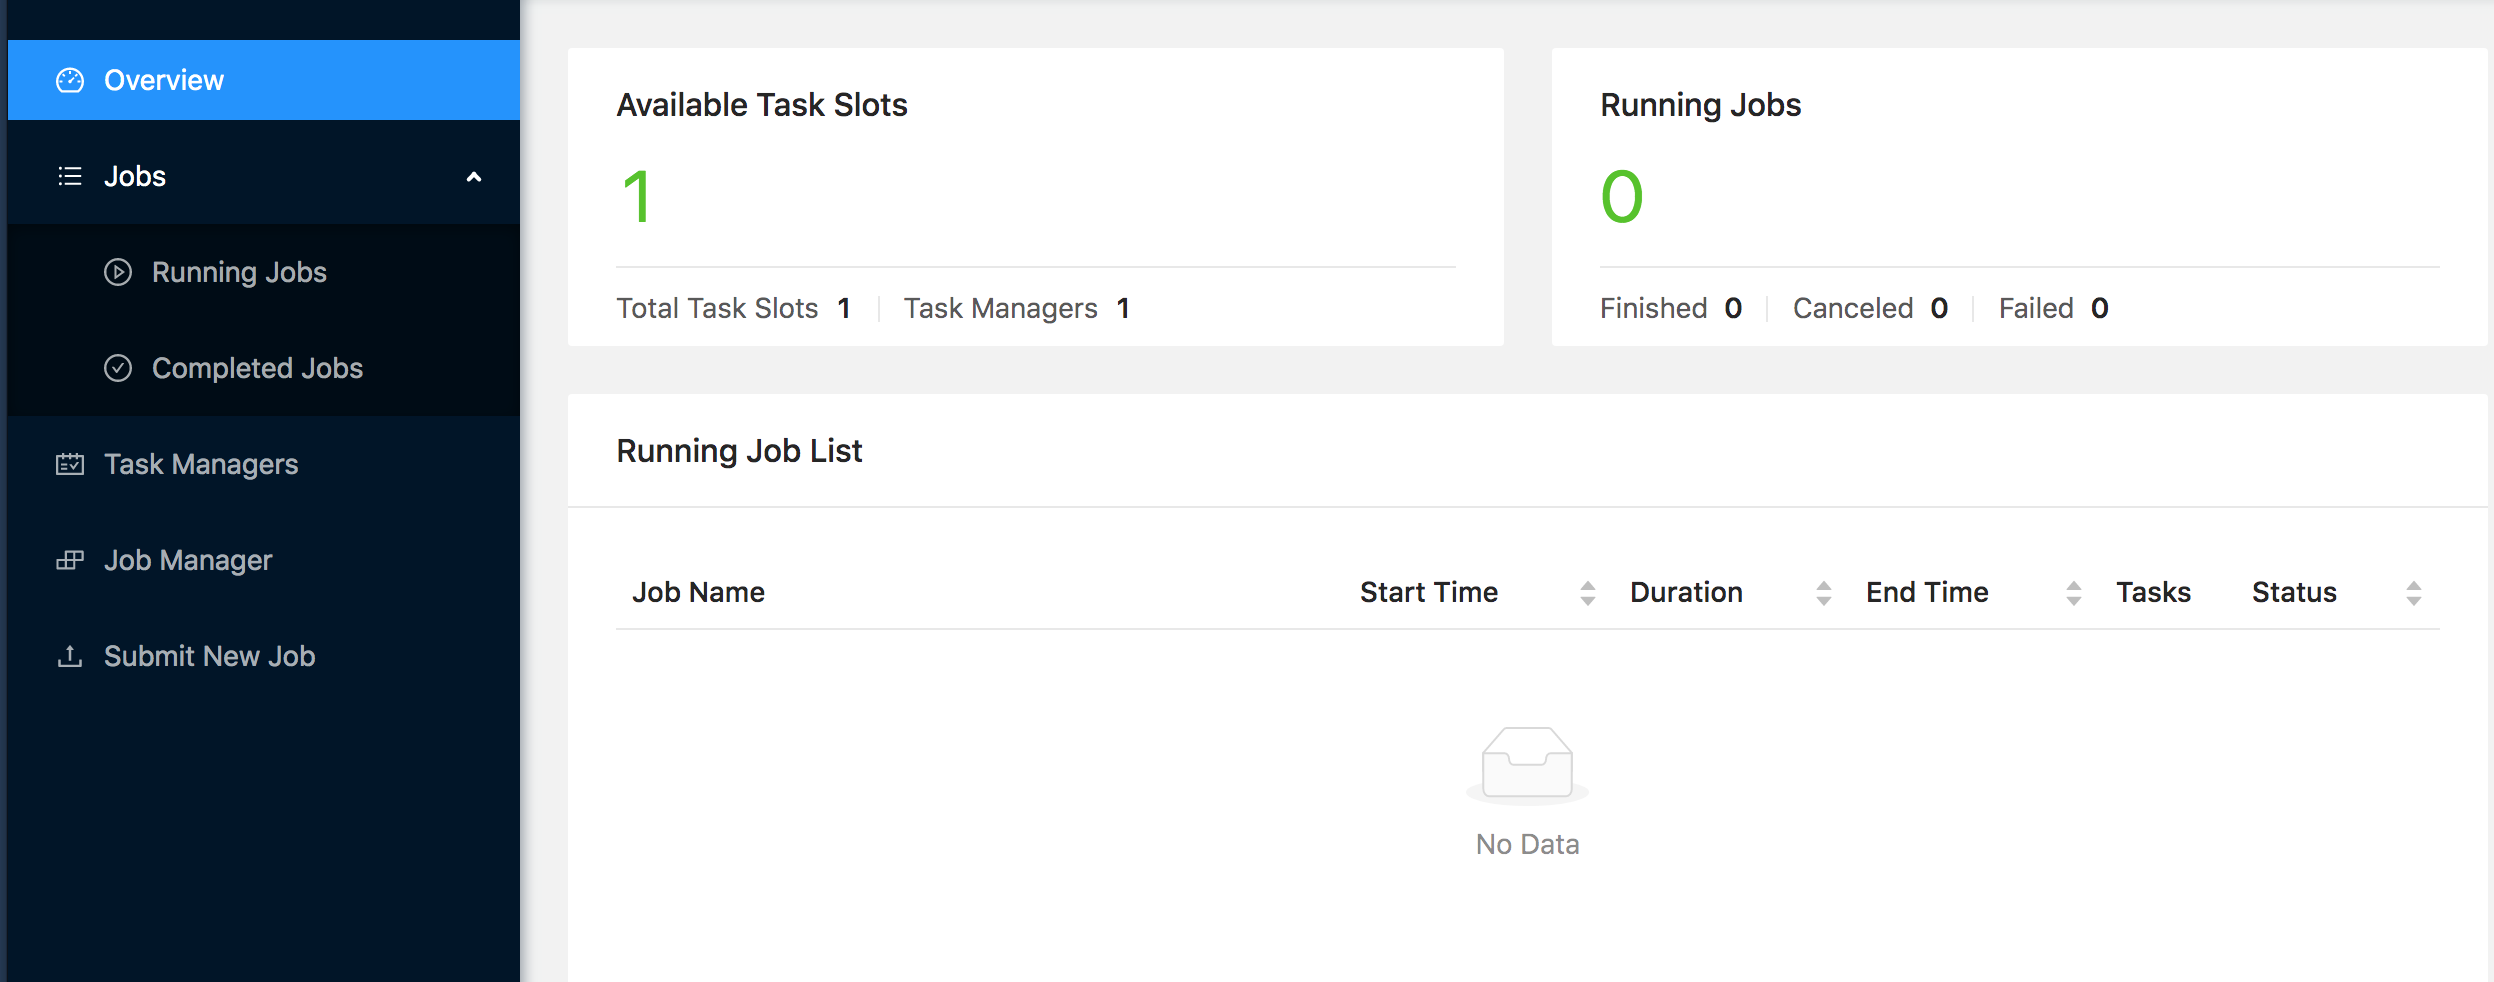 Overview
Jobs
Running Jobs
Completed Jobs
Task Managers
Job Manager
Submit New Job
Available Task Slots
1
Total Task Slots 1 Task Managers 1
Running Jobs
0
Finished 0 Canceled 0 Failed 0
Running Job List
Job Name Start Time Duration End Time Tasks Status
No Data